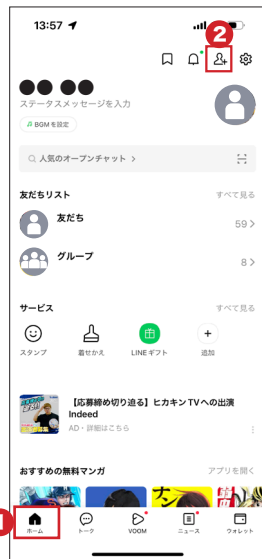 13:57
2
●● ●●
ステータスメッセージを入力
BGMを設定
人気のオープンチャット >
友だちリスト すべて見る
友だち 59 >
グループ 8 >
サービス すべて見る
スタンプ 着せかえ LINEギフト 追加
【応募締め切り迫る】ヒカキンTVへの出演
Indeed
AD・詳細はこちら
おすすめの無料マンガ アプリを開く
1
ホーム トーク VOOM ニュース ウォレット